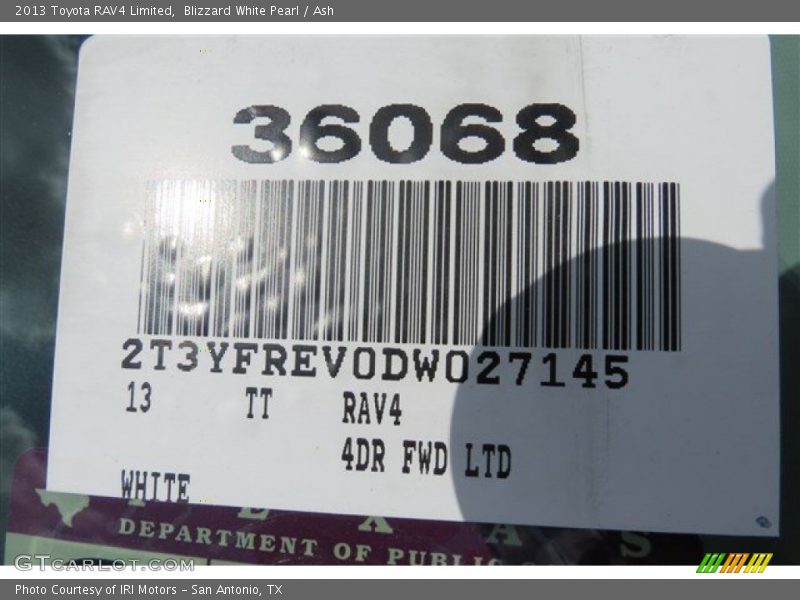 2013 Toyota RAV4 Limited,  Blizzard White Pearl / Ash
36068
2T3YFREV0DW027145
13 TT RAV4
4DR FWD LTD
WHITE
DEPARTMENT OF PUBLIC
GTCARLOT.COM
Photo Courtesy of IRI Motors - San Antonio, TX